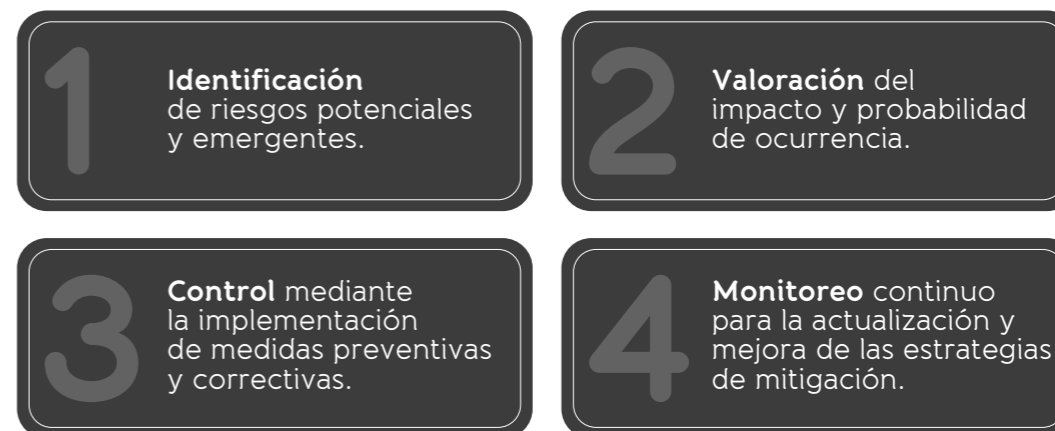 1
Identificación
de riesgos potenciales
y emergentes.
2
Valoración del
impacto y probabilidad
de ocurrencia.
3
Control mediante
la implementación
de medidas preventivas
y correctivas.
4
Monitoreo continuo
para la actualización y
mejora de las estrategias
de mitigación.